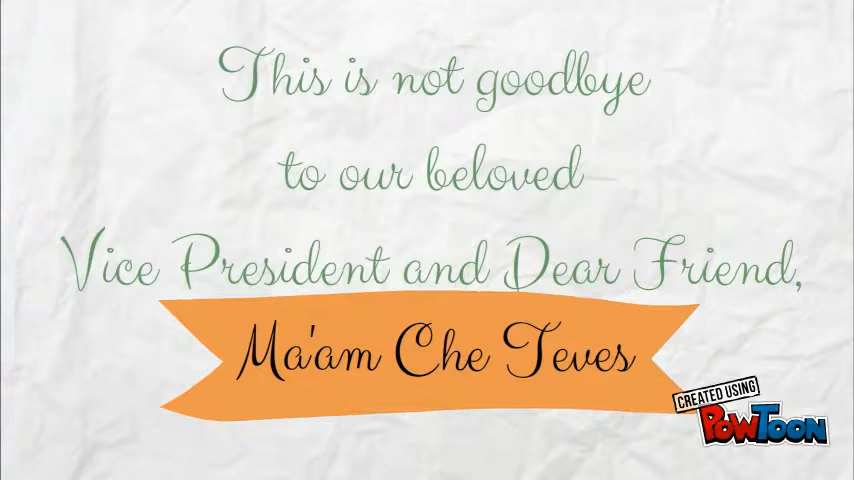 This is not goodbye
to our beloved
Vice President and Dear Friend,
Ma'am Che Teves
CREATED USING
POWTOON